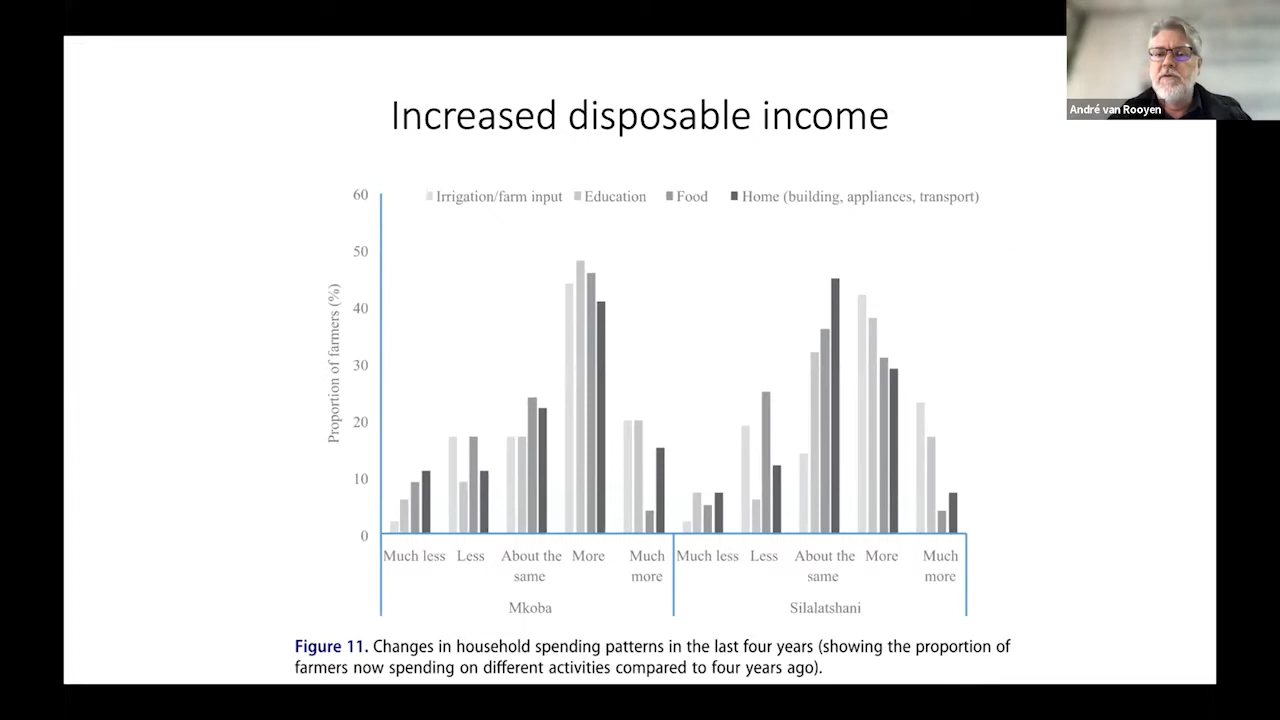 André van Rooyen
Increased disposable income
Irrigation/farm input Education Food Home (building, appliances, transport)
Proportion of farmers (%)
60
50
40
30
20
10
0
Much less Less About the same More Much more Much less Less About the same More Much more
Mkoba Silalatshani
Figure 11. Changes in household spending patterns in the last four years (showing the proportion of
farmers now spending on different activities compared to four years ago).